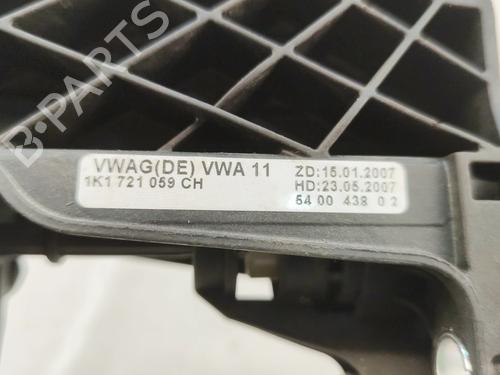 VWAG(DE) VWA 11
1K1 721 059 CH
ZD:15.01.2007
HD:23.05.2007
54 00 438 0 2
B-PARTS